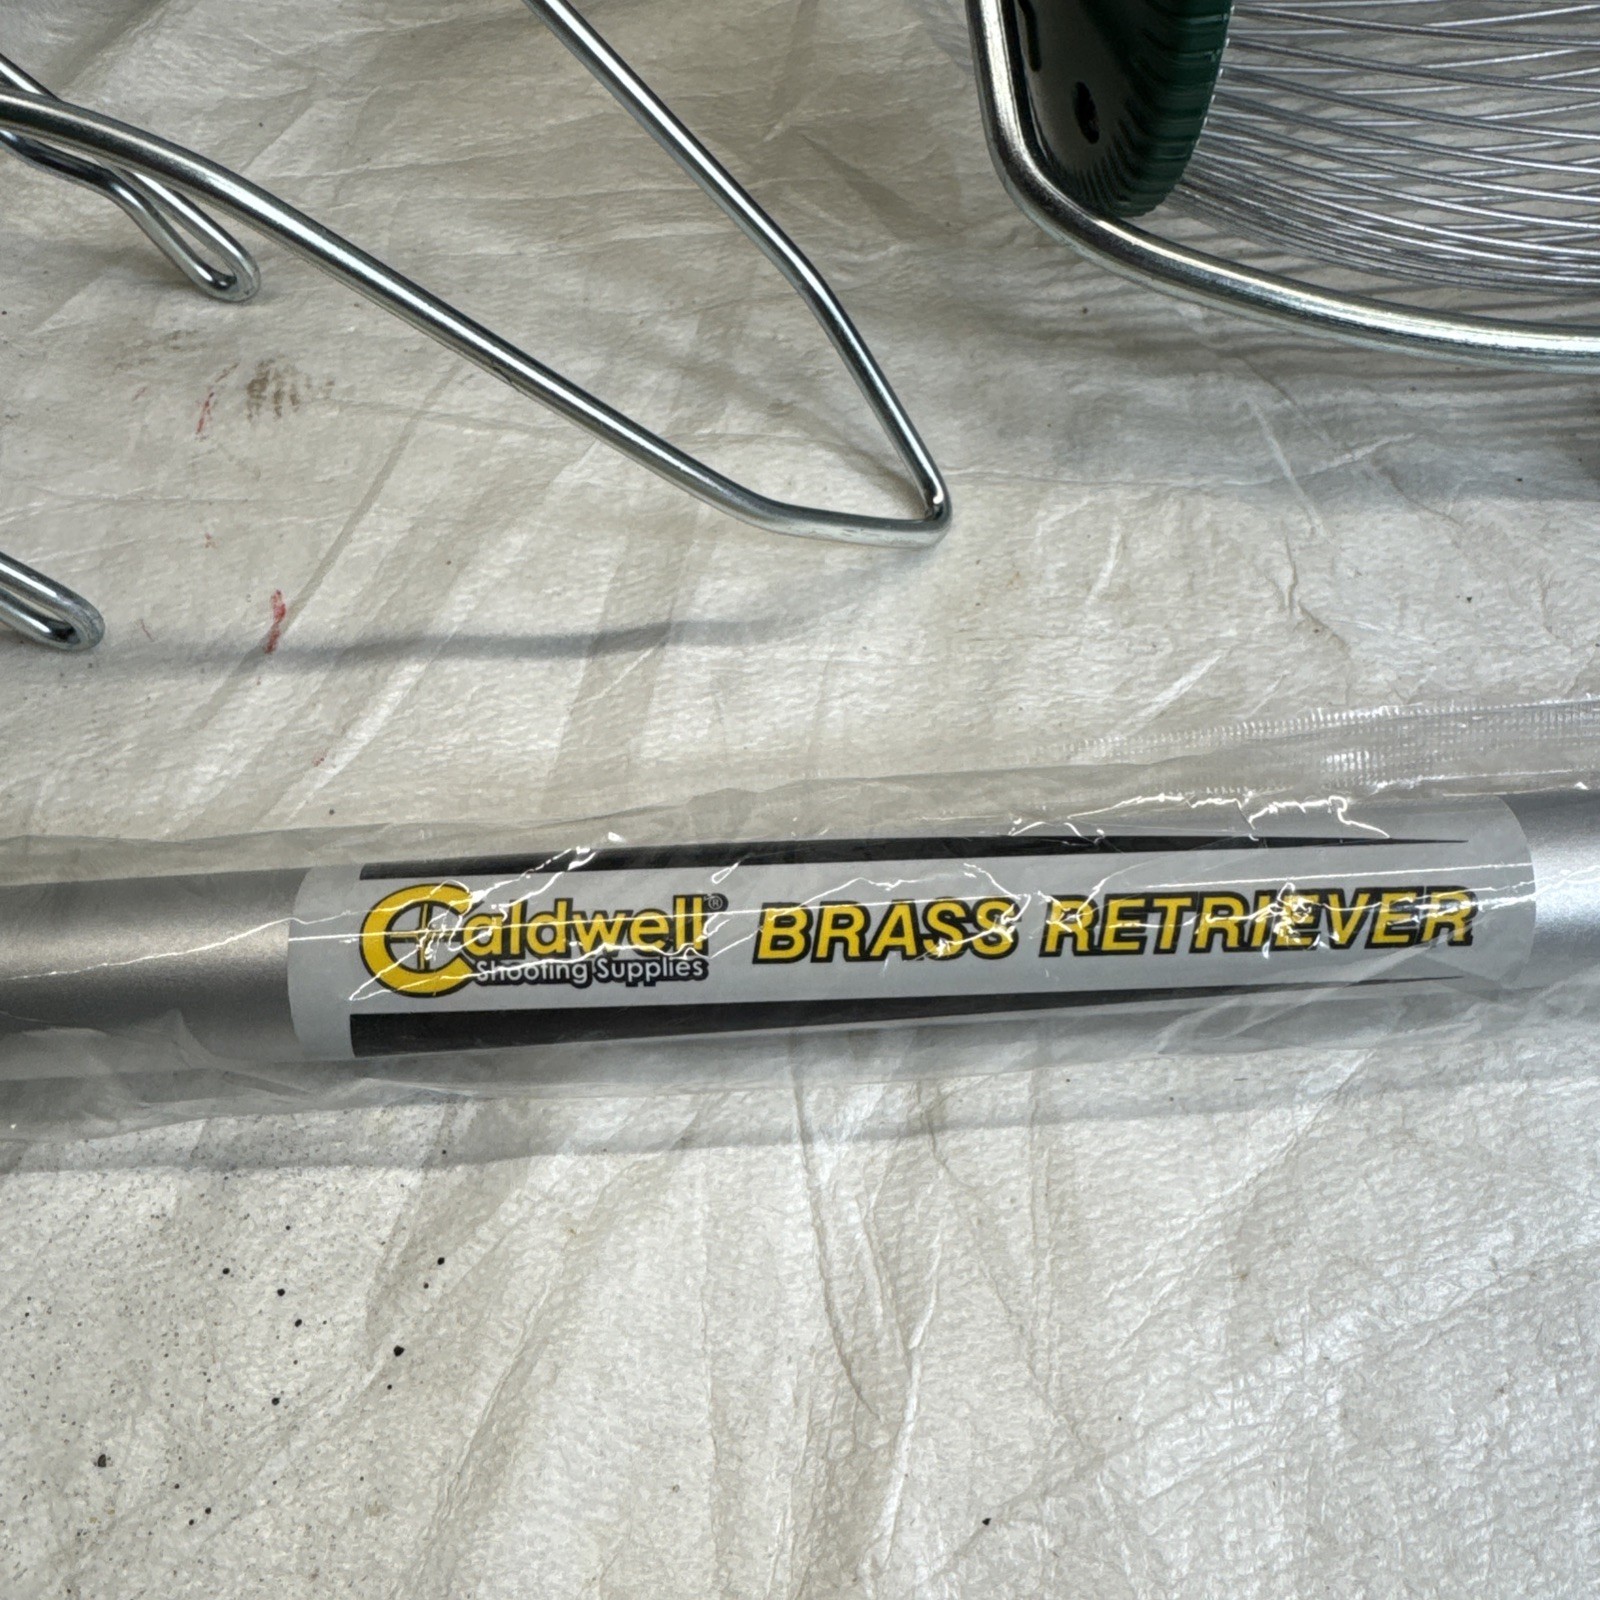 Caldwell® BRASS RETRIEVER
Shooting Supplies